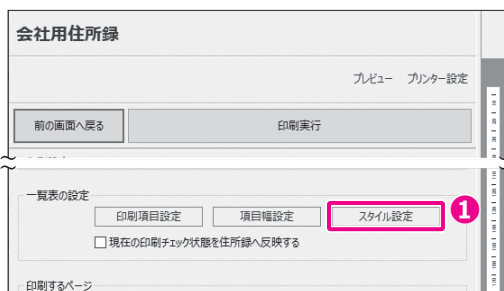 会社用住所録
プレビュー プリンター設定
前の画面へ戻る 印刷実行
一覧表の設定
印刷項目設定 項目幅設定 スタイル設定 1
現在の印刷チェック状態を住所録へ反映する
印刷するページ